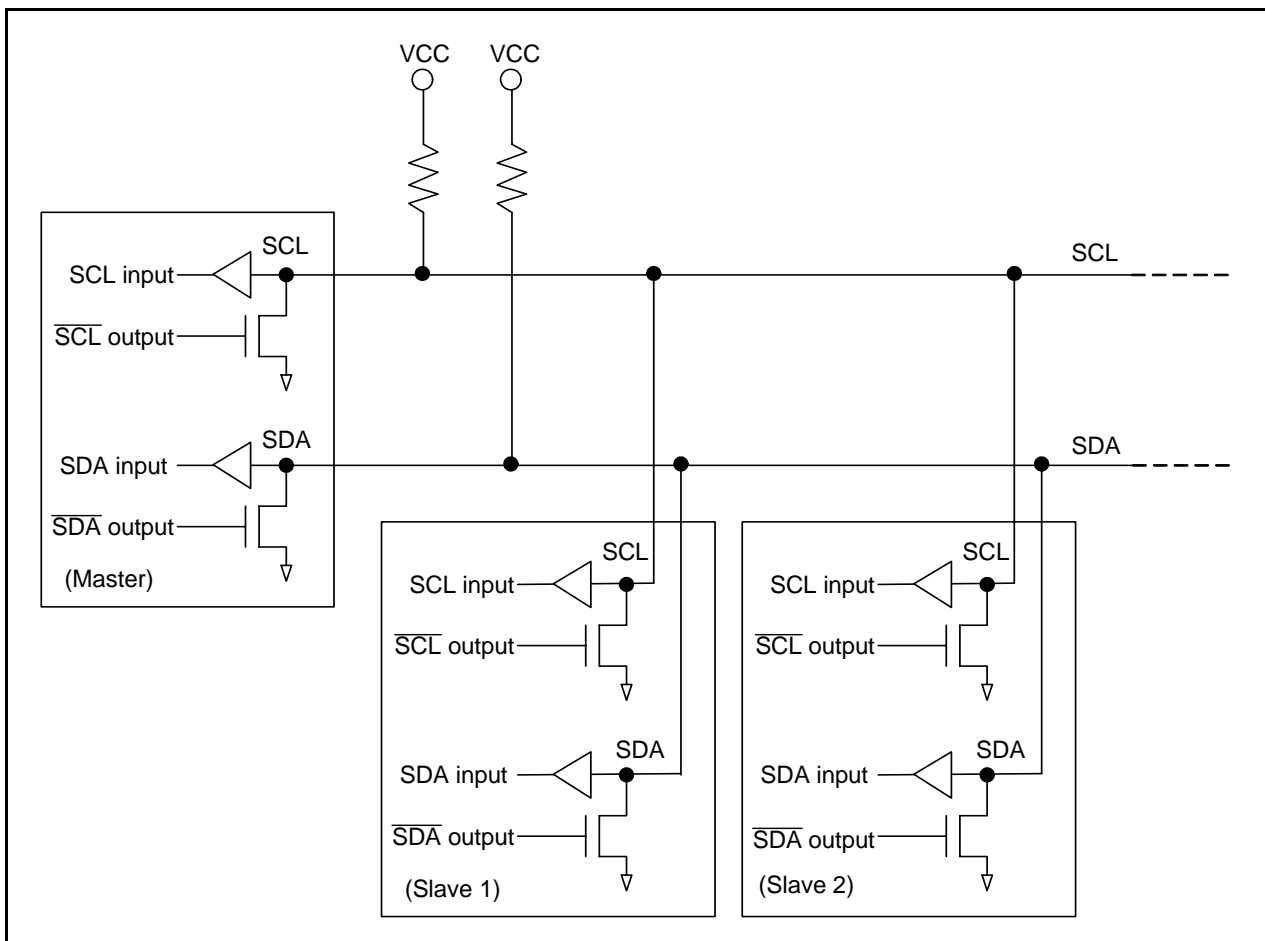 VCC VCC
SCL
SCL input
SCL output
SDA
SDA input
SDA output
(Master)
SCL
SDA
SCL
SCL input
SCL output
SDA
SDA input
SDA output
(Slave 1)
SCL
SCL input
SCL output
SDA
SDA input
SDA output
(Slave 2)